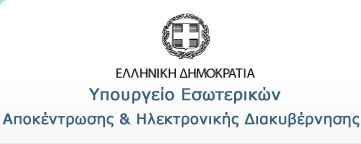 ΕΛΛΗΝΙΚΗ ΔΗΜΟΚΡΑΤΙΑ
Υπουργείο Εσωτερικών
Αποκέντρωσης & Ηλεκτρονικής Διακυβέρνησης